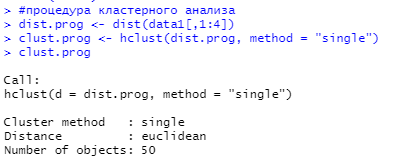 > #процедура кластерного анализа
> dist.prog <- dist(data1[,1:4])
> clust.prog <- hclust(dist.prog, method = "single")
> clust.prog
Call:
hclust(d = dist.prog, method = "single")
Cluster method   : single
Distance         : euclidean
Number of objects: 50